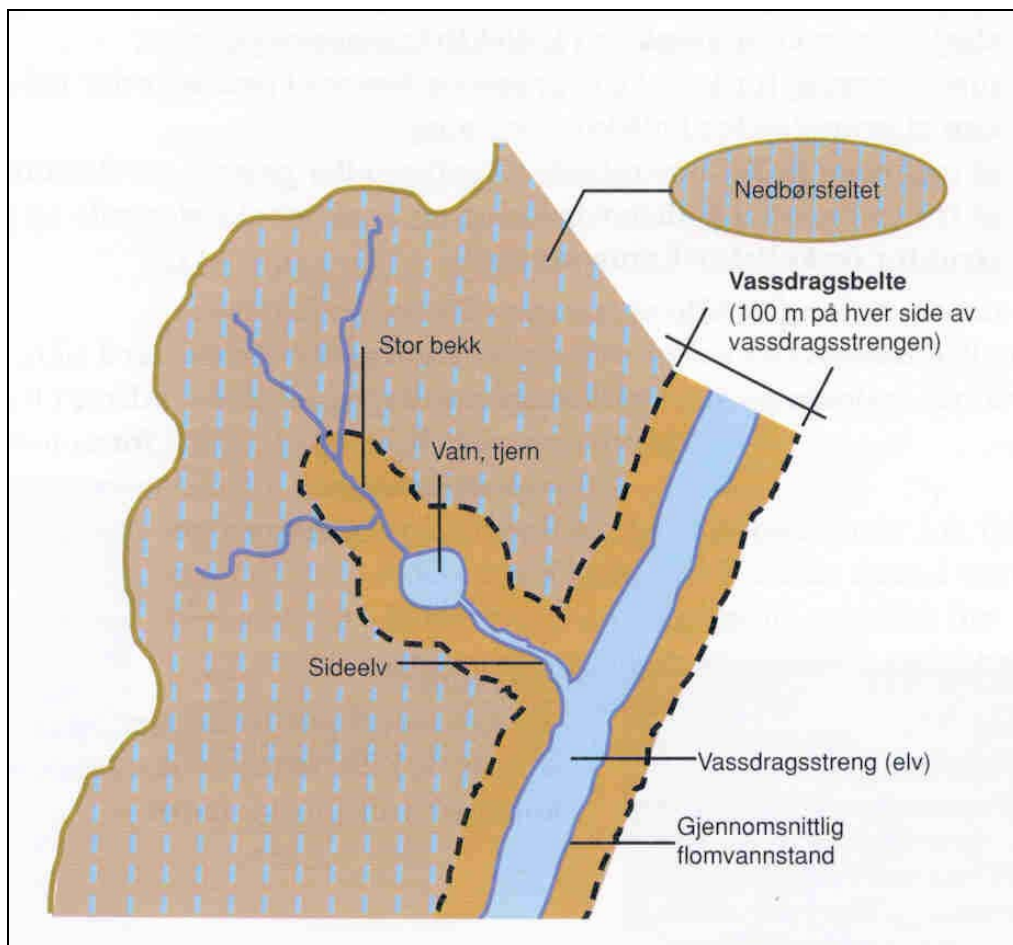 Nedbørsfeltet
Vassdragsbelte
(100 m på hver side av
vassdragsstrengen)
Stor bekk
Vatn, tjern
Sideelv
Vassdragsstreng (elv)
Gjennomsnittlig
flomvannstand